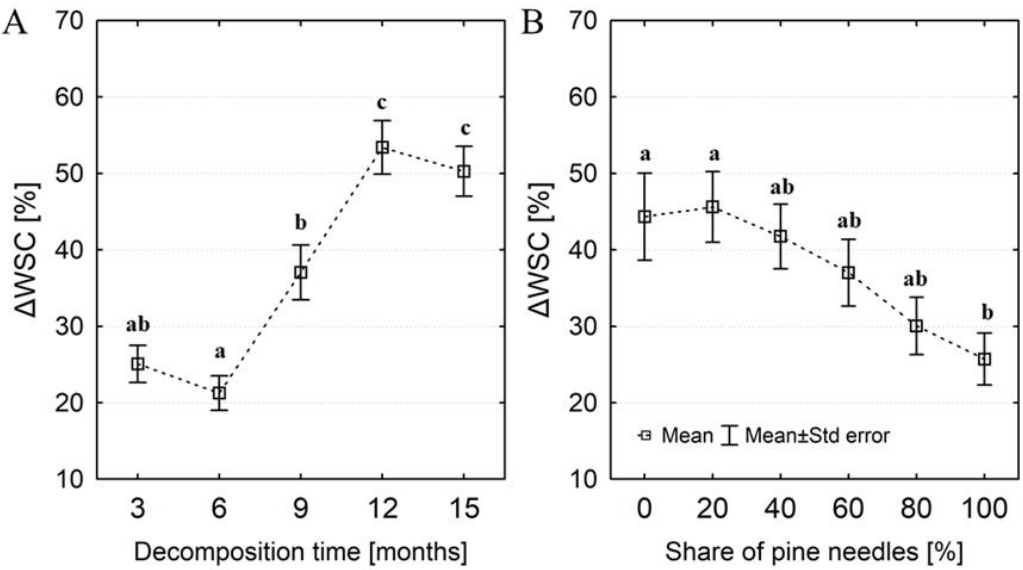 A
B
70
60
50
40
30
20
10
ΔWSC [%]
ab
a
b
c
c
3 6 9 12 15
Decomposition time [months]
70
60
50
40
30
20
10
ΔWSC [%]
a
a
ab
ab
ab
b
Mean Mean±Std error
0 20 40 60 80 100
Share of pine needles [%]